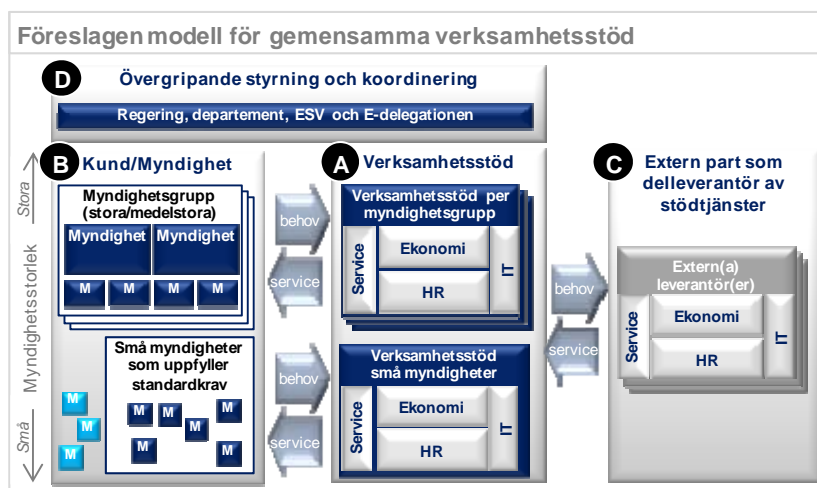 Föreslagen modell för gemensamma verksamhetsstöd
D
Övergripande styrning och koordinering
Regering, departement, ESV och E-delegationen
Stora
Myndighetsstorlek
Små
B
Kund/Myndighet
Myndighetsgrupp
(stora/medelstora)
Myndighet
Myndighet
M
M
M
M
Små myndigheter
som uppfyller
standardkrav
M
M
M
M
M
M
M
M
M
behov
service
behov
service
A
Verksamhetsstöd
Verksamhetsstöd per
myndighetsgrupp
Service
Ekonomi
HR
IT
Verksamhetsstöd
små myndigheter
Service
Ekonomi
HR
IT
behov
service
C
Extern part som
delleverantör av
stödtjänster
Extern(a)
leverantör(er)
Service
Ekonomi
HR
IT